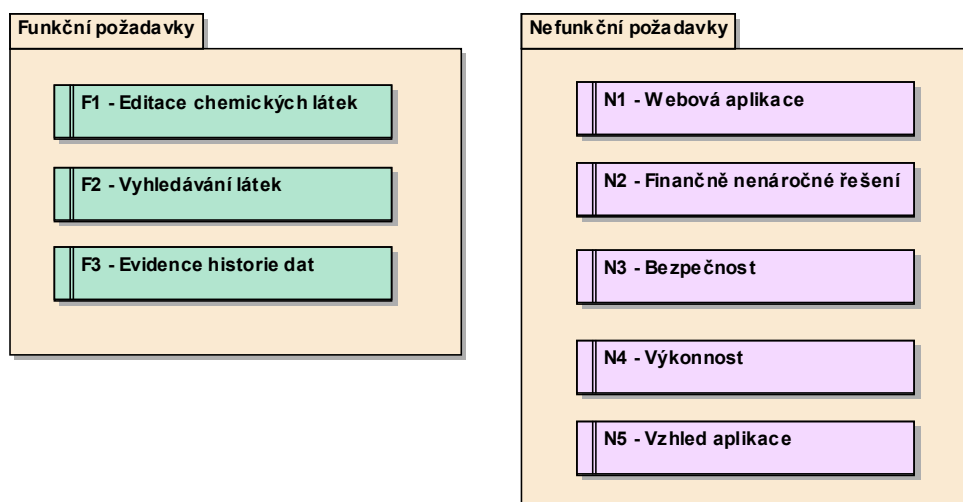 Funkční požadavky
F1 - Editace chemických látek
F2 - Vyhledávání látek
F3 - Evidence historie dat
Nefunkční požadavky
N1 - Webová aplikace
N2 - Finančně nenáročné řešení
N3 - Bezpečnost
N4 - Výkonnost
N5 - Vzhled aplikace